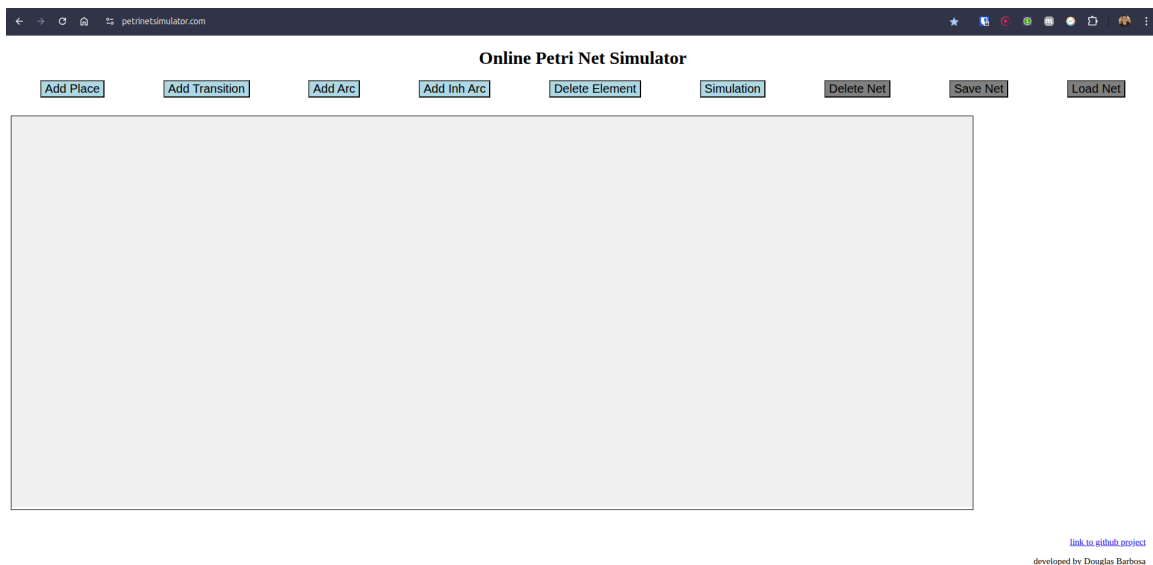 petrinetsimulator.com
Online Petri Net Simulator
Add Place Add Transition Add Arc Add Inh Arc Delete Element Simulation Delete Net Save Net Load Net
link to github project
developed by Douglas Barbosa